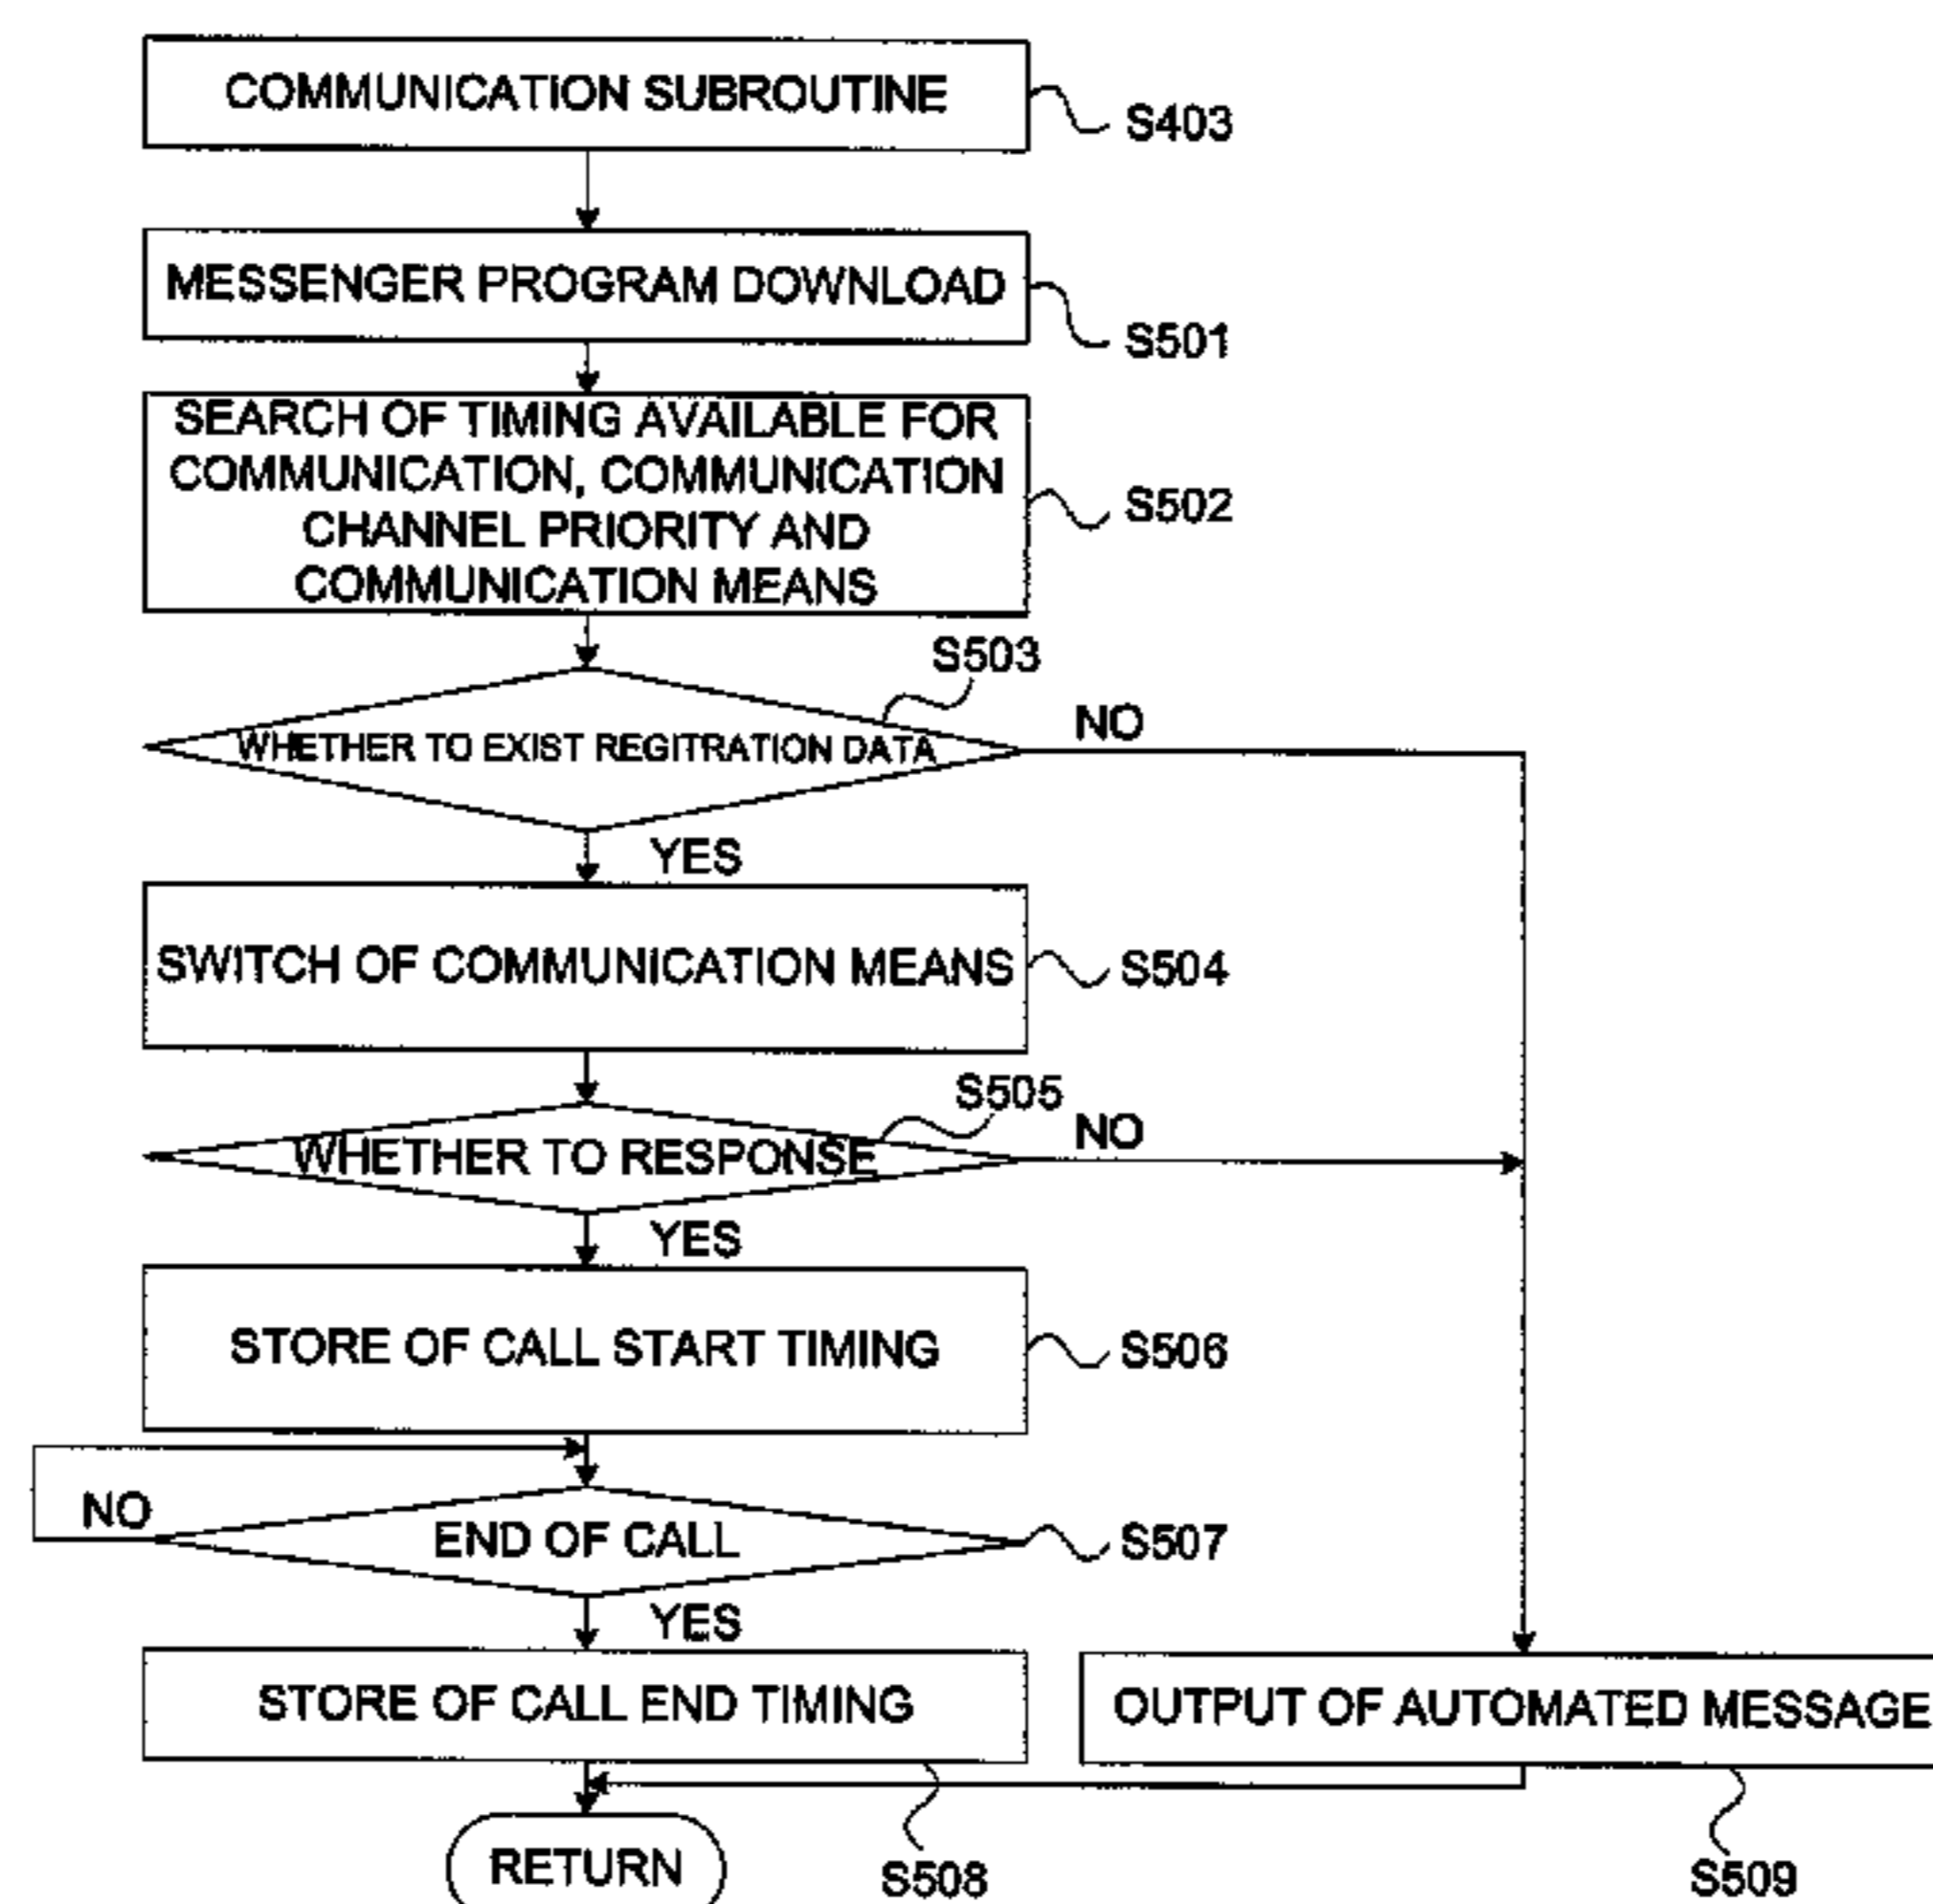 COMMUNICATION SUBROUTINE
S403
MESSENGER PROGRAM DOWNLOAD
S501
SEARCH OF TIMING AVAILABLE FOR
COMMUNICATION, COMMUNICATION
CHANNEL PRIORITY AND
COMMUNICATION MEANS
S502
S503
WHETHER TO EXIST REGITRATION DATA
NO
YES
SWITCH OF COMMUNICATION MEANS
S504
S505
WHETHER TO RESPONSE
NO
YES
STORE OF CALL START TIMING
S506
NO
END OF CALL
S507
YES
STORE OF CALL END TIMING
OUTPUT OF AUTOMATED MESSAGE
RETURN
S508
S509